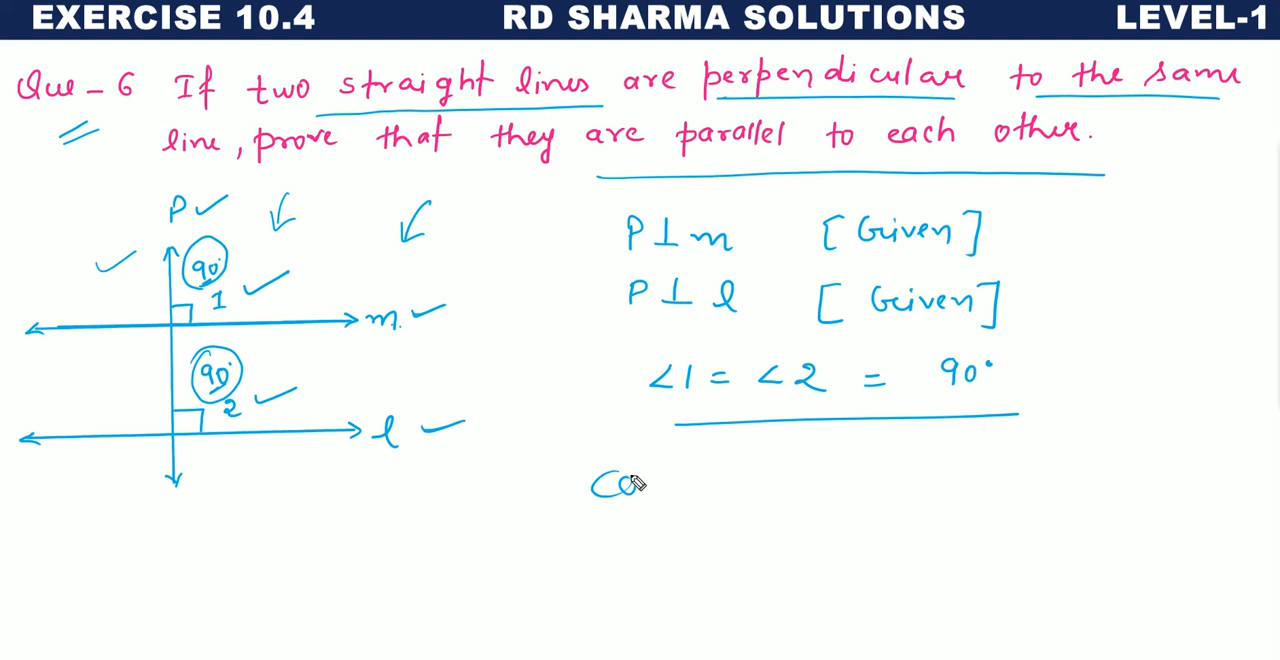 EXERCISE 10.4 RD SHARMA SOLUTIONS LEVEL-1
Que - 6 If two straight lines are perpendicular to the same
line, prove that they are parallel to each other.
P
90°
1
m.
90°
2
l
P ⊥ m [Given]
P ⊥ l [Given]
∠1 = ∠2 = 90°
Co